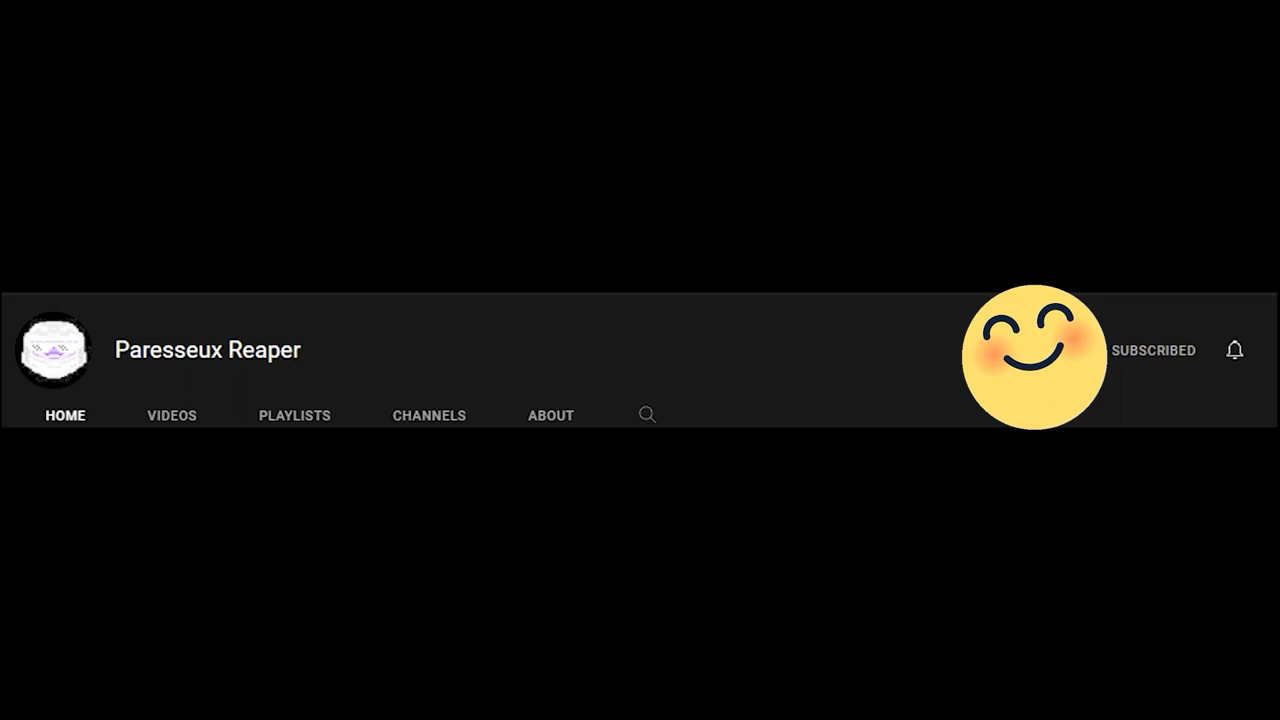 Paresseux Reaper
SUBSCRIBED
HOME VIDEOS PLAYLISTS CHANNELS ABOUT